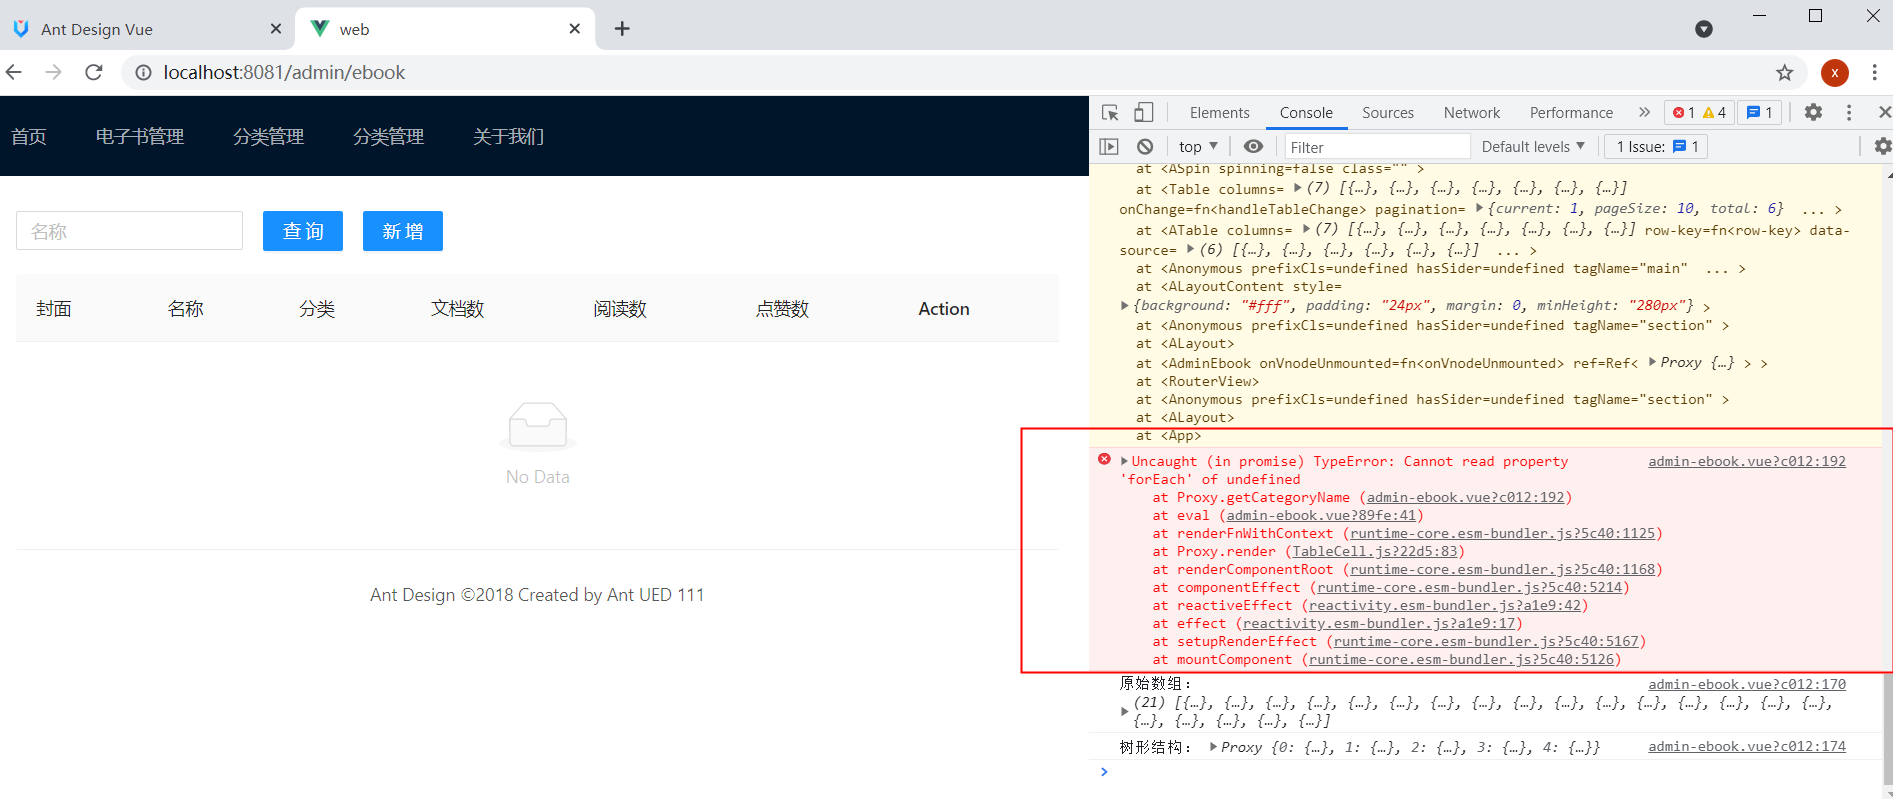 Ant Design Vue
web
localhost:8081/admin/ebook
x
首页 电子书管理 分类管理 分类管理 关于我们
名称
查 询
新 增
封面 名称 分类 文档数 阅读数 点赞数 Action
No Data
Ant Design ©2018 Created by Ant UED 111
Elements Console Sources Network Performance » 1 4 1
top Filter Default levels 1 Issue: 1
at <ASpin spinning=false class="" >
at <Table columns= (7) [{…}, {…}, {…}, {…}, {…}, {…}, {…}]
onChange=fn<handleTableChange> pagination= {current: 1, pageSize: 10, total: 6} ... >
at <ATable columns= (7) [{…}, {…}, {…}, {…}, {…}, {…}, {…}] row-key=fn<row-key> data-
source= (6) [{…}, {…}, {…}, {…}, {…}, {…}] ... >
at <Anonymous prefixCls=undefined hasSider=undefined tagName="main" ... >
at <ALayoutContent style=
{background: "#fff", padding: "24px", margin: 0, minHeight: "280px"} >
at <Anonymous prefixCls=undefined hasSider=undefined tagName="section" >
at <ALayout>
at <AdminEbook onVnodeUnmounted=fn<onVnodeUnmounted> ref=Ref< Proxy {…} > >
at <RouterView>
at <Anonymous prefixCls=undefined hasSider=undefined tagName="section" >
at <ALayout>
at <App>
Uncaught (in promise) TypeError: Cannot read property admin-ebook.vue?c012:192
'forEach' of undefined
at Proxy.getCategoryName (admin-ebook.vue?c012:192)
at eval (admin-ebook.vue?89fe:41)
at renderFnWithContext (runtime-core.esm-bundler.js?5c40:1125)
at Proxy.render (TableCell.js?22d5:83)
at renderComponentRoot (runtime-core.esm-bundler.js?5c40:1168)
at componentEffect (runtime-core.esm-bundler.js?5c40:5214)
at reactiveEffect (reactivity.esm-bundler.js?a1e9:42)
at effect (reactivity.esm-bundler.js?a1e9:17)
at setupRenderEffect (runtime-core.esm-bundler.js?5c40:5167)
at mountComponent (runtime-core.esm-bundler.js?5c40:5126)
原始数组： admin-ebook.vue?c012:170
(21) [{…}, {…}, {…}, {…}, {…}, {…}, {…}, {…}, {…}, {…}, {…}, {…}, {…}, {…}, {…}, {…},
{…}, {…}, {…}, {…}, {…}]
树形结构： Proxy {0: {…}, 1: {…}, 2: {…}, 3: {…}, 4: {…}} admin-ebook.vue?c012:174